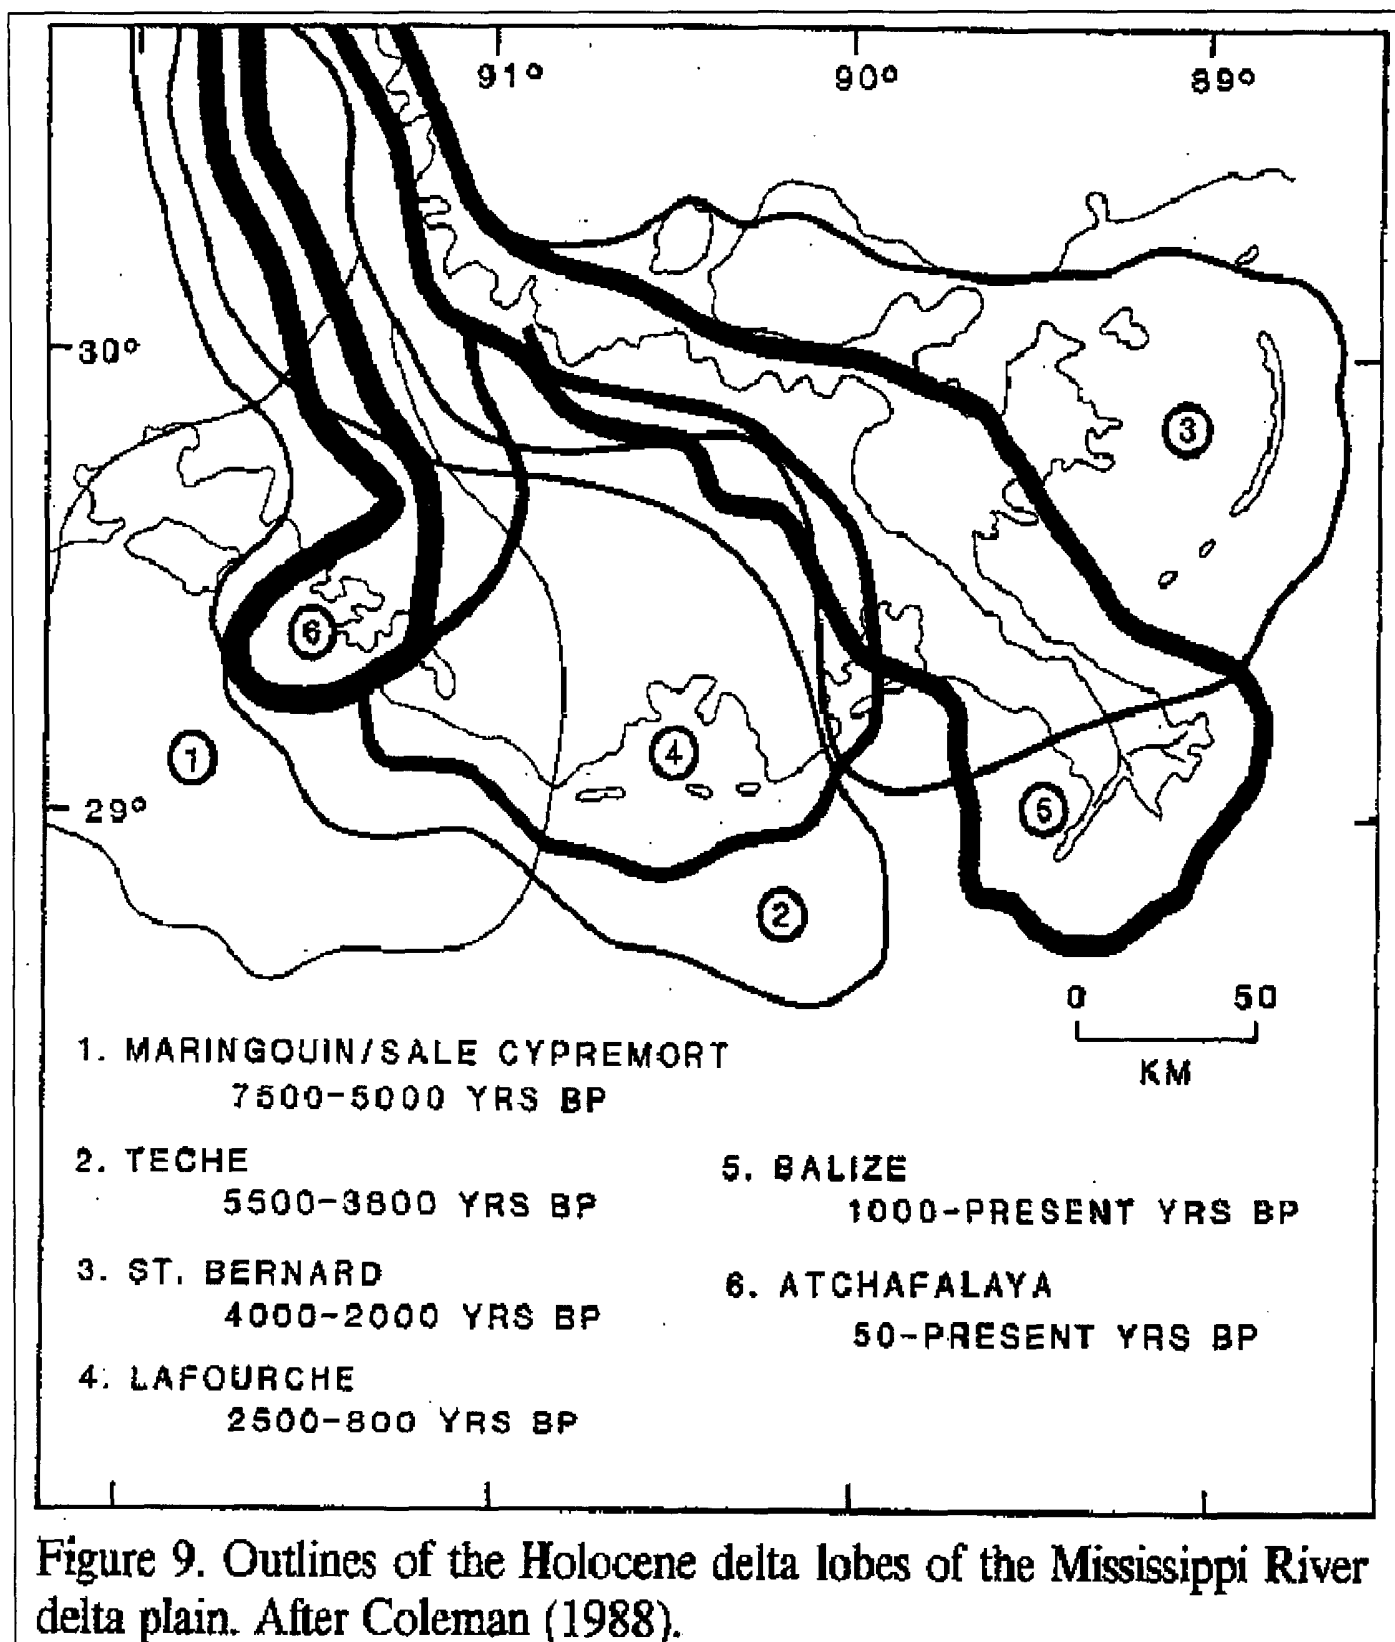 91° 90° 89°
30°
3
6
1
4
29°
5
2
0 50
KM
1. MARINGOUIN/SALE CYPREMORT
7500-5000 YRS BP
2. TECHE
5500-3800 YRS BP
3. ST. BERNARD
4000-2000 YRS BP
4. LAFOURCHE
2500-800 YRS BP
5. BALIZE
1000-PRESENT YRS BP
6. ATCHAFALAYA
50-PRESENT YRS BP
Figure 9. Outlines of the Holocene delta lobes of the Mississippi River
delta plain. After Coleman (1988).